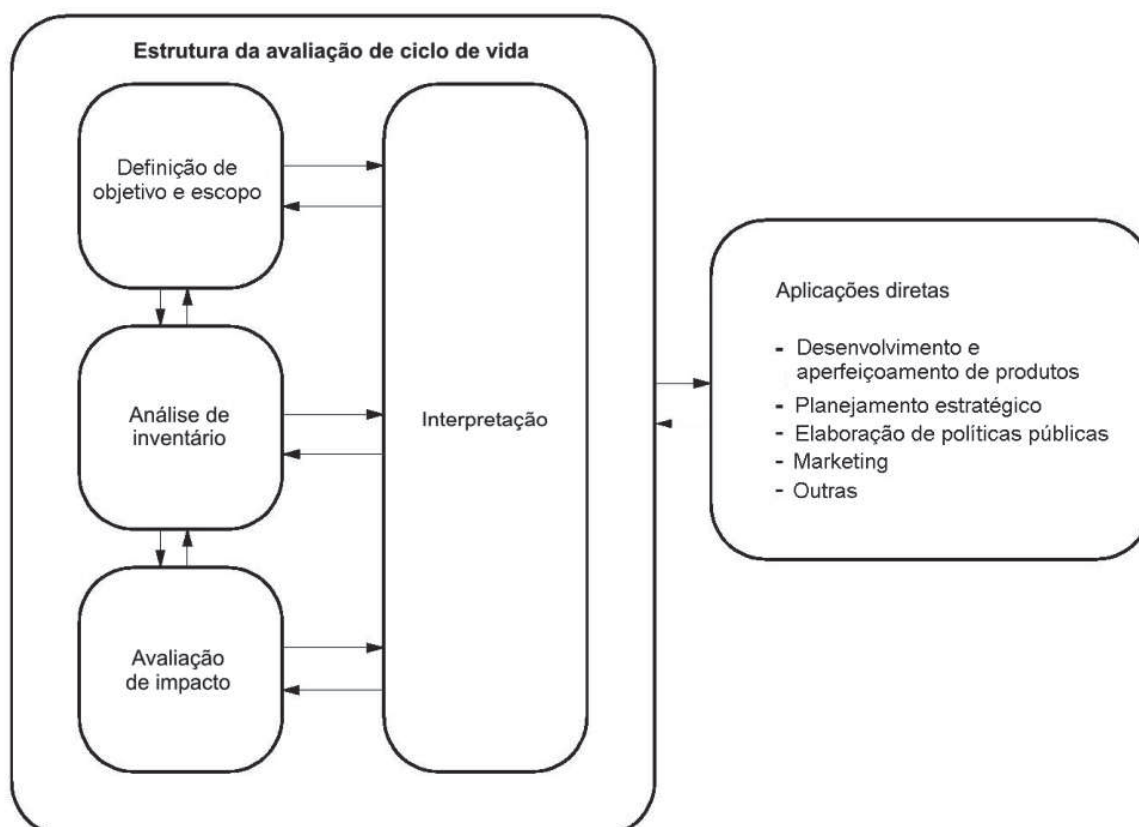 Estrutura da avaliação de ciclo de vida
Definição de
objetivo e escopo
Análise de
inventário
Avaliação
de impacto
Interpretação
Aplicações diretas
- Desenvolvimento e
aperfeiçoamento de produtos
- Planejamento estratégico
- Elaboração de políticas públicas
- Marketing
- Outras